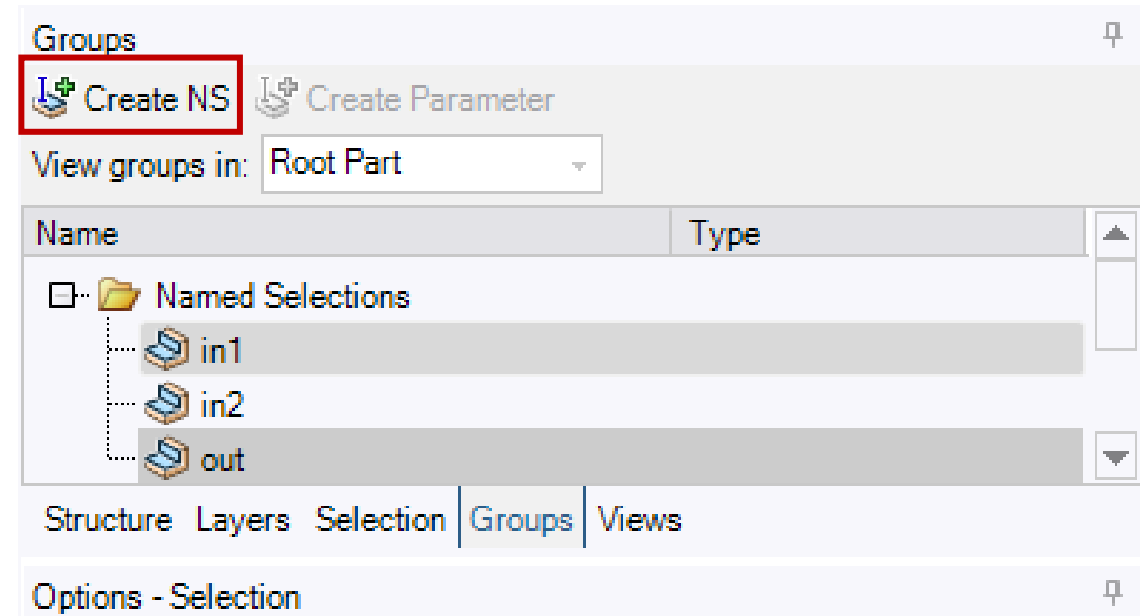 Groups
Create NS Create Parameter
View groups in: Root Part
Name Type
Named Selections
in1
in2
out
Structure Layers Selection Groups Views
Options - Selection